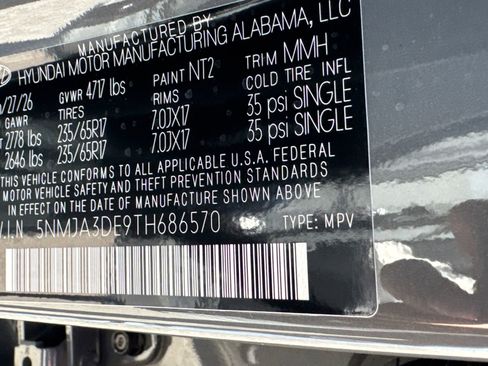 MANUFACTURED BY
HYUNDAI MOTOR MANUFACTURING ALABAMA, LLC
/27/26 GVWR 4717 lbs PAINT NT2 TRIM MMH
GAWR TIRES RIMS COLD TIRE INFL
2778 lbs 235/65R17 7.0JX17 35 psi SINGLE
2646 lbs 235/65R17 7.0JX17 35 psi SINGLE
THIS VEHICLE CONFORMS TO ALL APPLICABLE U.S.A. FEDERAL
MOTOR VEHICLE SAFETY AND THEFT PREVENTION STANDARDS
IN EFFECT ON THE DATE OF MANUFACTURE SHOWN ABOVE
V.I.N 5NMJA3DE9TH686570 TYPE: MPV